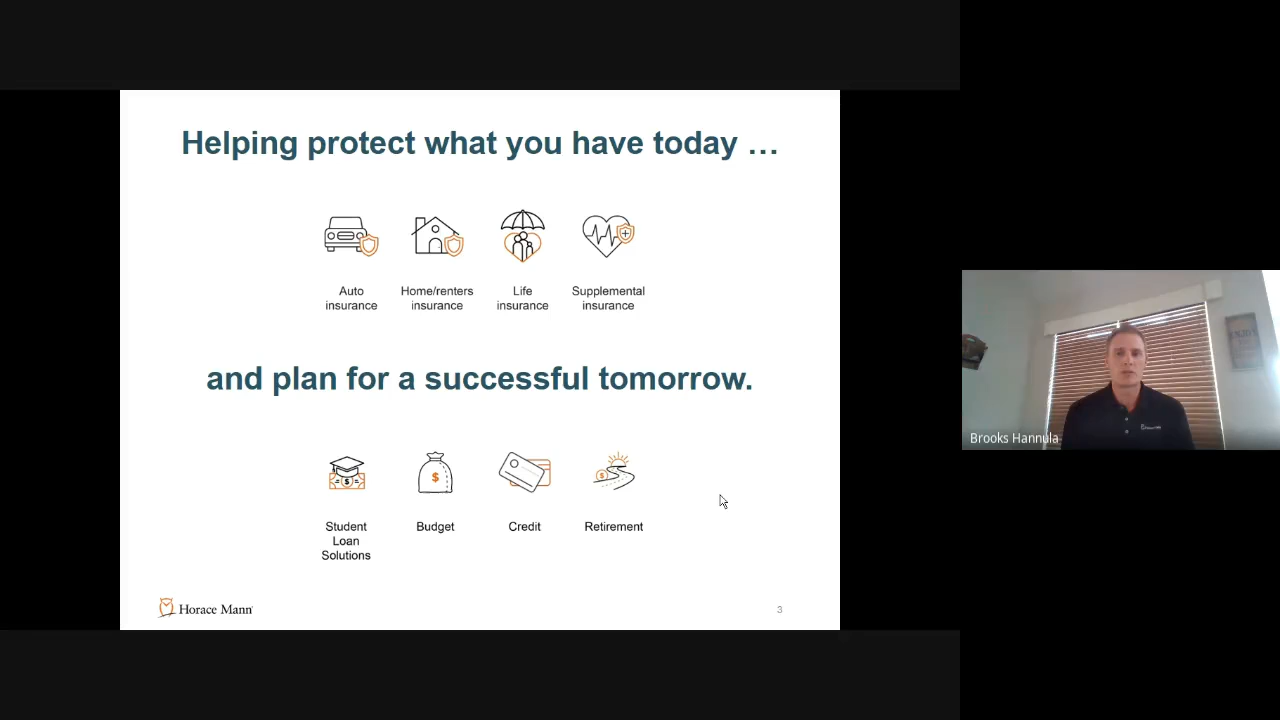 Helping protect what you have today …
Auto
insurance
Home/renters
insurance
Life
insurance
Supplemental
insurance
and plan for a successful tomorrow.
$
$
$
Student
Loan
Solutions
Budget
Credit
Retirement
Horace Mann
3
ENJOY
Brooks Hannula